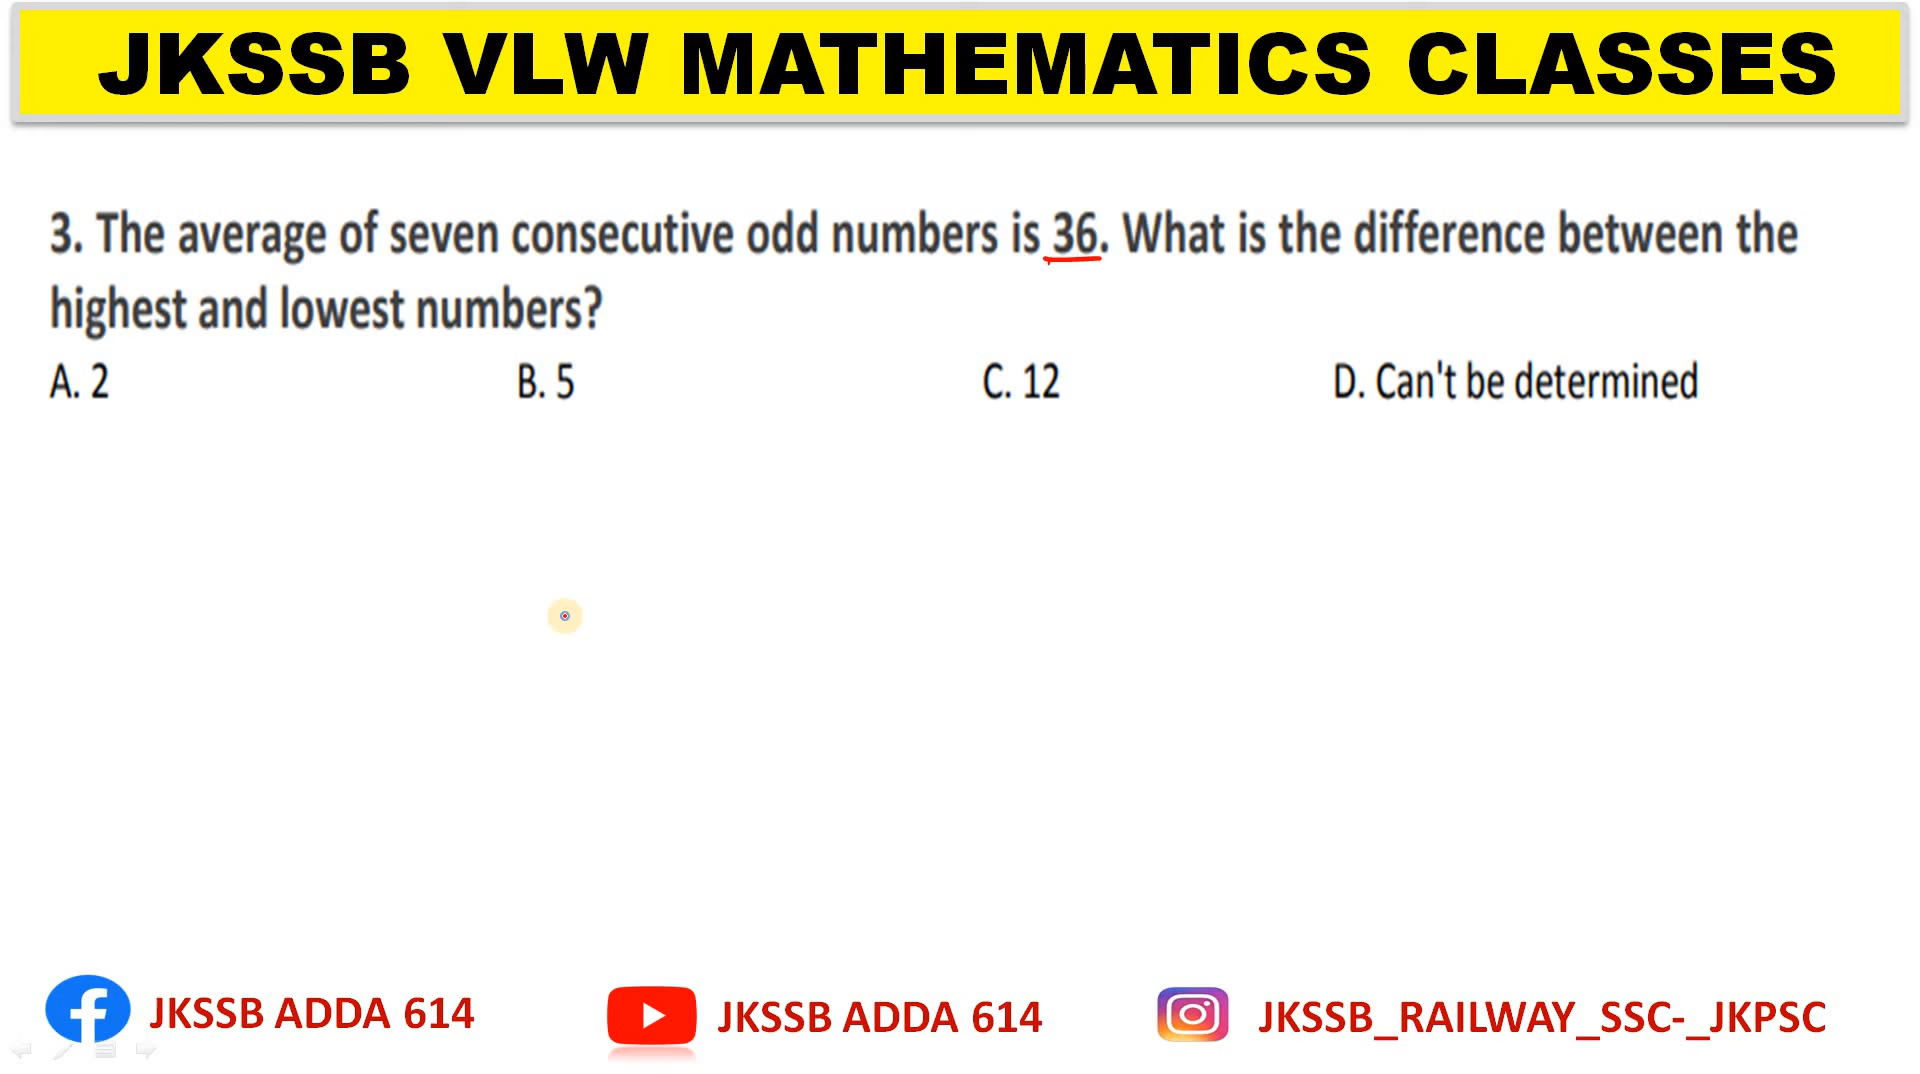 JKSSB VLW MATHEMATICS CLASSES
3. The average of seven consecutive odd numbers is 36. What is the difference between the
highest and lowest numbers?
A. 2 B. 5 C. 12 D. Can't be determined
JKSSB ADDA 614 JKSSB ADDA 614 JKSSB_RAILWAY_SSC-_JKPSC